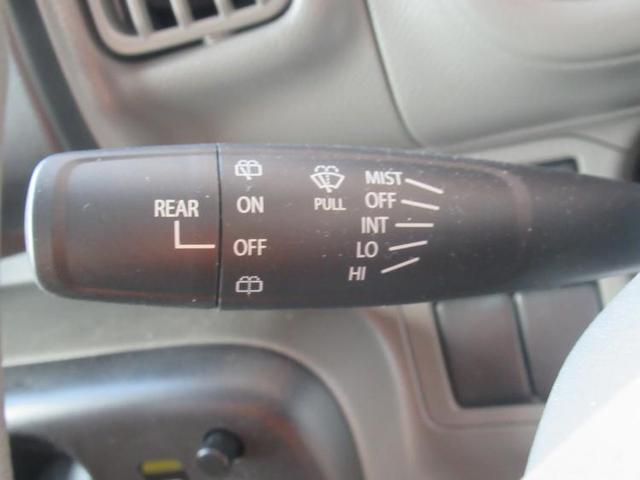 REAR
ON
OFF
PULL
MIST
OFF
INT
LO
HI